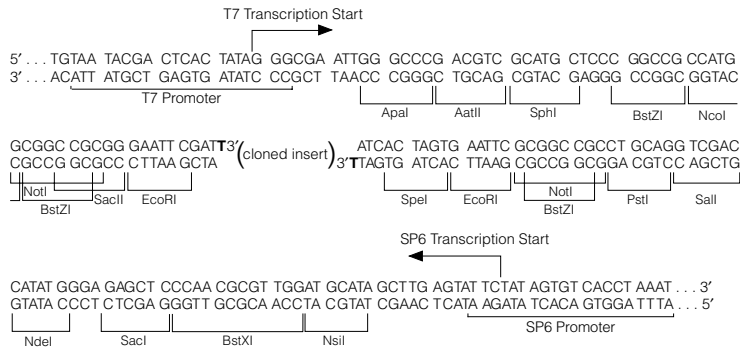 T7 Transcription Start
5′ . . . TGTAA TACGA CTCAC TATAG GGCGA ATTGG GCCCG ACGTC GCATG CTCCC GGCCG CCATG
3′ . . . ACATT ATGCT GAGTG ATATC CCGCT TAACC CGGGC TGCAG CGTAC GAGGG CCGGC GGTAC
T7 Promoter
ApaI AatII SphI BstZI NcoI
GCGGC CGCGG GAATT CGATT3′ (cloned insert) ATCAC TAGTG AATTC GCGGC CGCCT GCAGG TCGAC
CGCCG GCGCC CTTAA GCTA 3′TTAGTG ATCAC TTAAG CGCCG GCGGA CGTCC AGCTG
NotI SacII EcoRI SpeI EcoRI NotI PstI SalI
BstZI BstZI
SP6 Transcription Start
CATAT GGGA GAGCT CCCAA CGCGT TGGAT GCATA GCTTG AGTAT TCTAT AGTGT CACCT AAAT . . . 3′
GTATA CCCT CTCGAG GGTT GCGCA ACCTA CGTAT CGAAC TCATA AGATA TCACA GTGGA TTTA . . . 5′
NdeI SacI BstXI NsiI SP6 Promoter